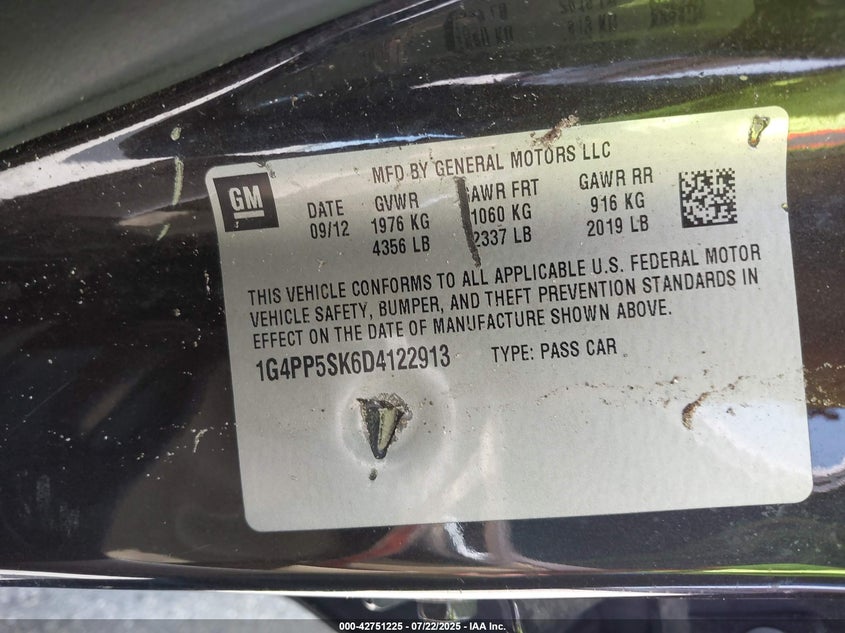 MFD BY GENERAL MOTORS LLC
GM
DATE GVWR AWR FRT GAWR RR
09/12 1976 KG 1060 KG 916 KG
4356 LB 2337 LB 2019 LB
THIS VEHICLE CONFORMS TO ALL APPLICABLE U.S. FEDERAL MOTOR
VEHICLE SAFETY, BUMPER, AND THEFT PREVENTION STANDARDS IN
EFFECT ON THE DATE OF MANUFACTURE SHOWN ABOVE.
1G4PP5SK6D4122913 TYPE: PASS CAR
000-42751225 - 07/22/2025 - IAA Inc.